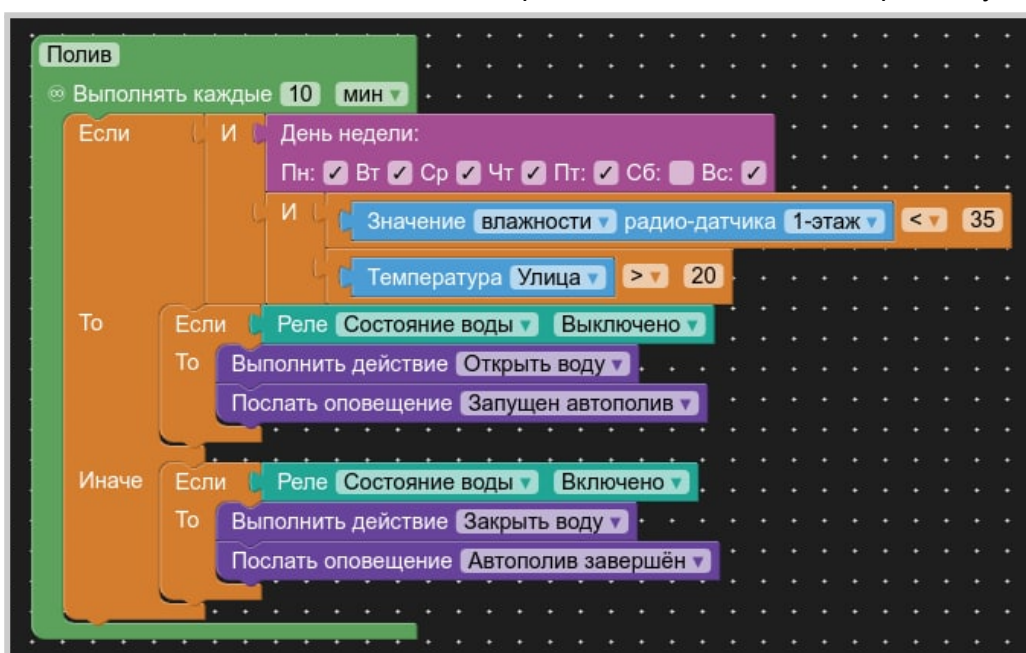 Полив
Выполнять каждые 10 мин
Если И День недели:
Пн: Вт Ср Чт Пт: Сб: Вс:
И Значение влажности радио-датчика 1-этаж < 35
Температура Улица > 20
То Если Реле Состояние воды Выключено
То Выполнить действие Открыть воду
Послать оповещение Запущен автополив
Иначе Если Реле Состояние воды Включено
То Выполнить действие Закрыть воду
Послать оповещение Автополив завершён